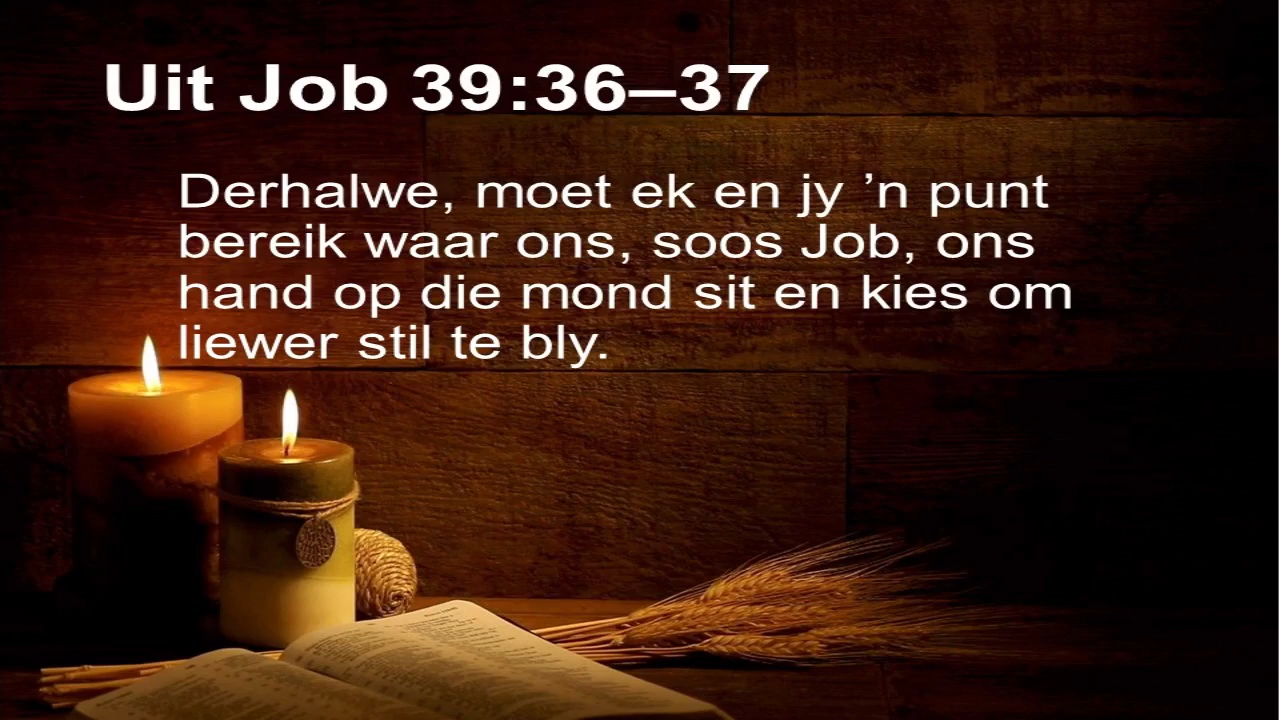 Uit Job 39:36–37
Derhalwe, moet ek en jy ’n punt
bereik waar ons, soos Job, ons
hand op die mond sit en kies om
liewer stil te bly.